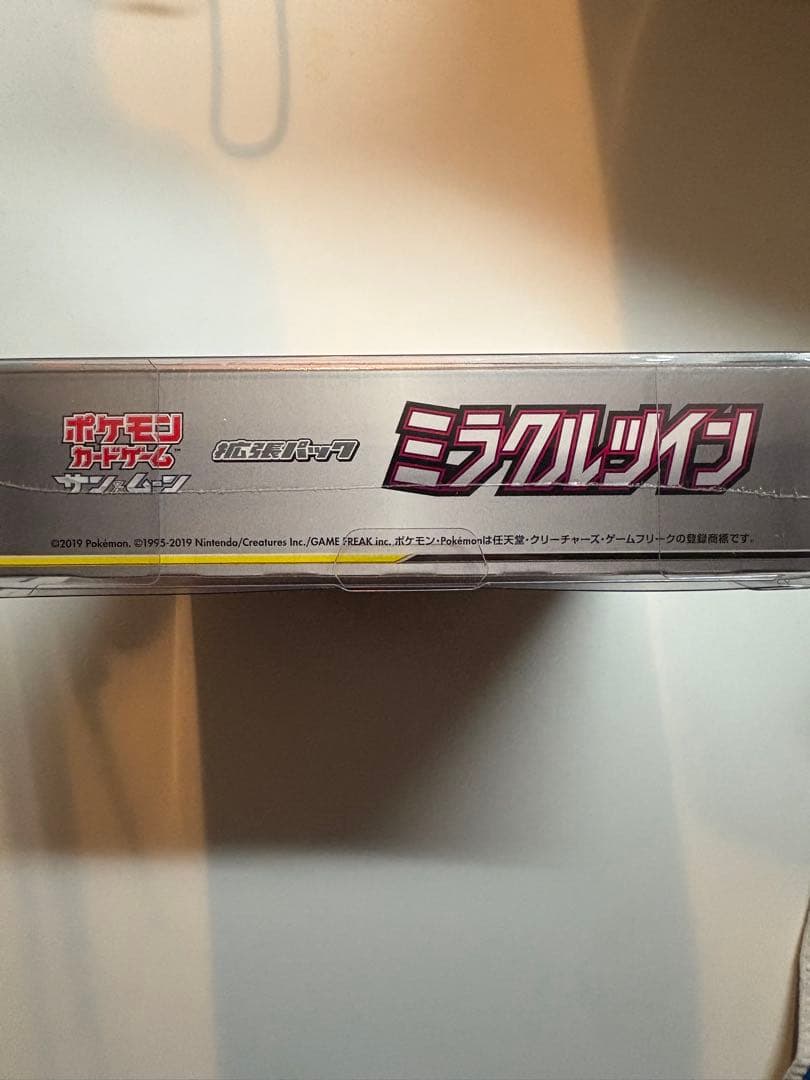 ポケモン
カードゲーム™
サン&ムーン
拡張パック
ミラクルツイン
©2019 Pokémon. ©1995-2019 Nintendo/Creatures Inc./GAME FREAK inc. ポケモン・Pokémonは任天堂・クリーチャーズ・ゲームフリークの登録商標です。